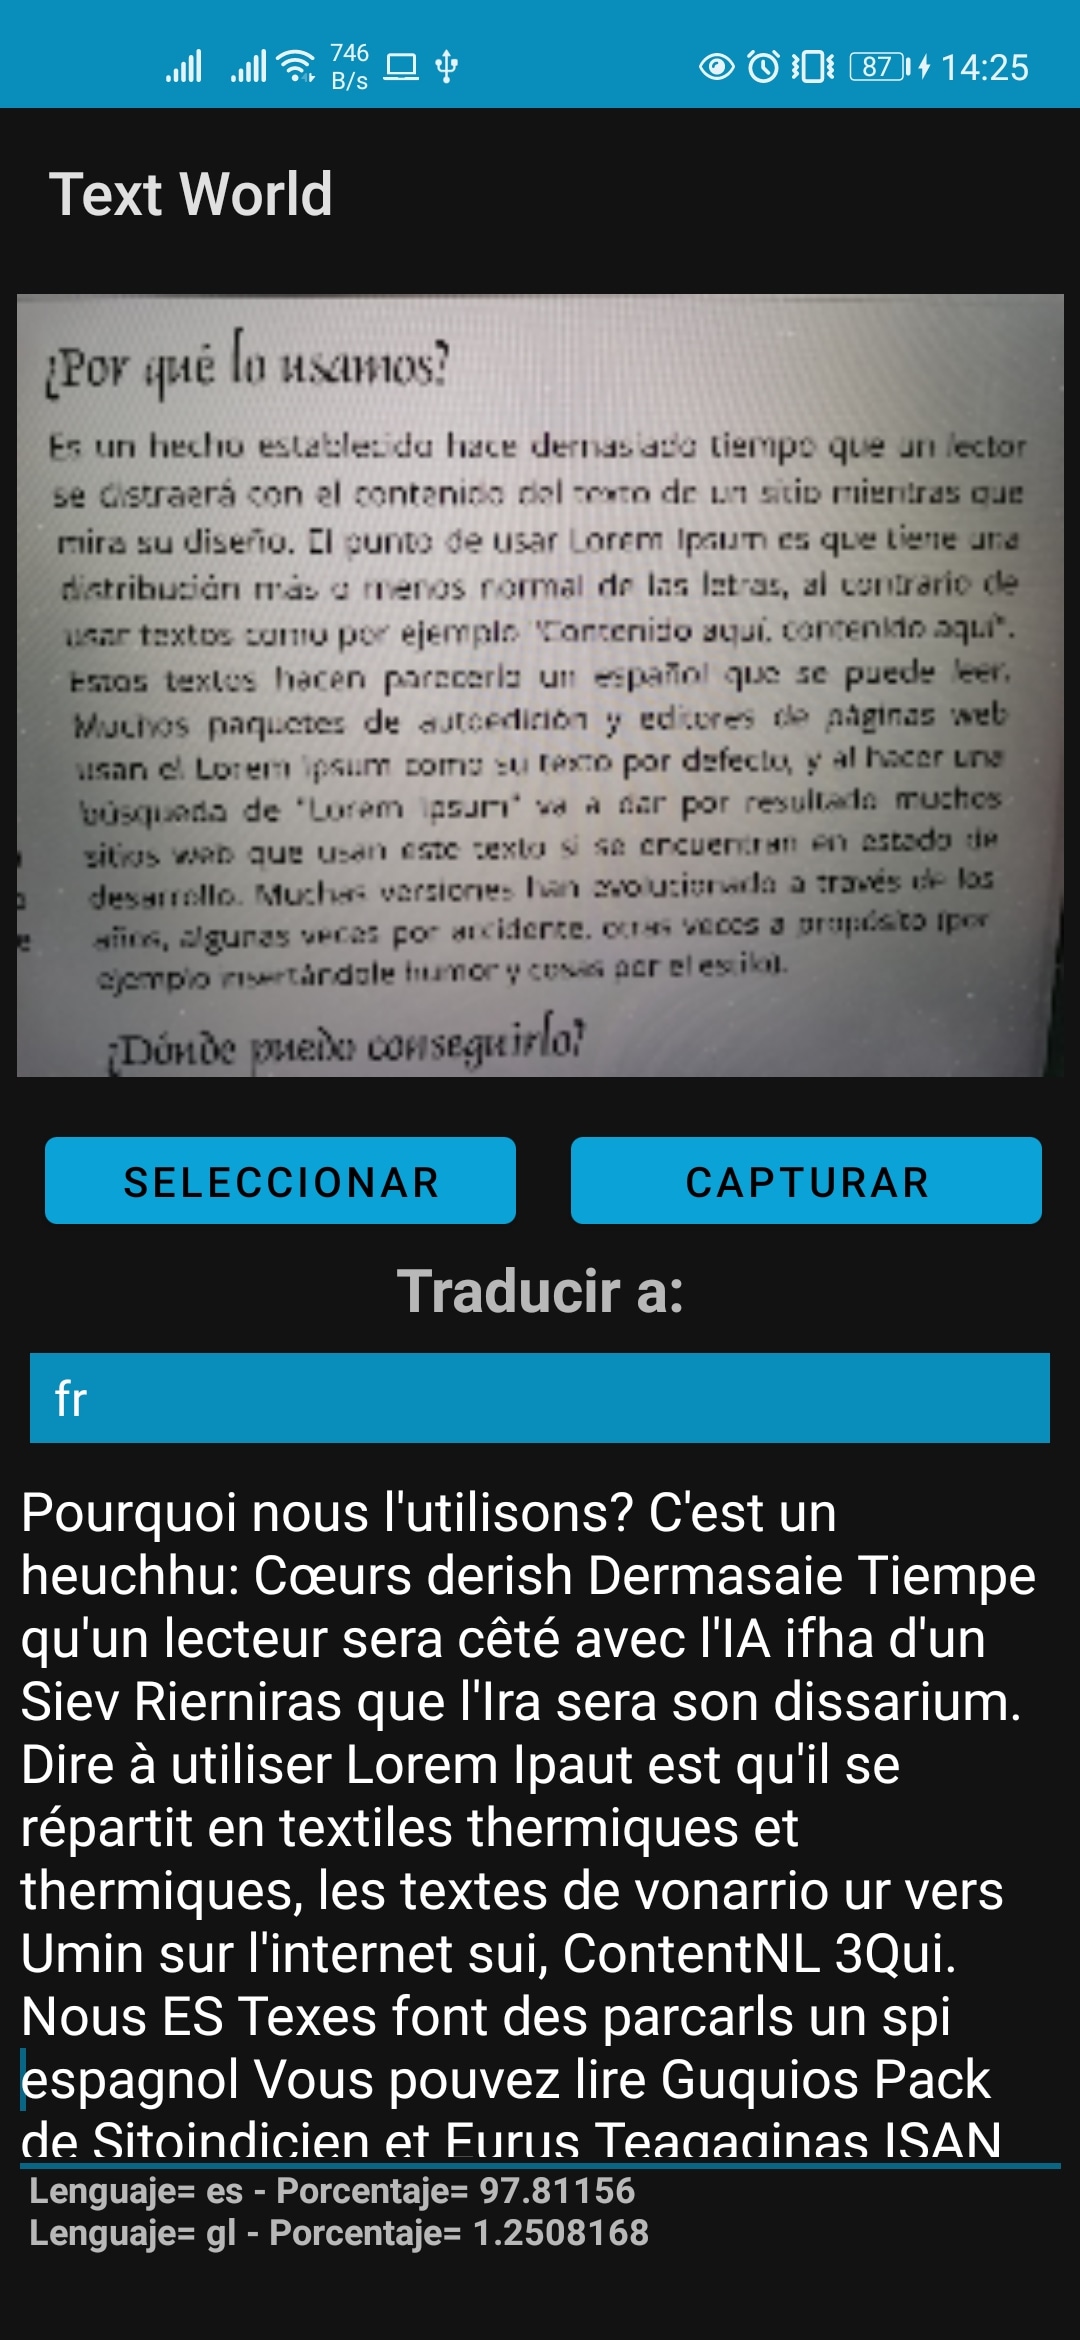 746
B/s
87
14:25
Text World
¿Por qué lo usamos?
Es un hecho establecido hace demasiado tiempo que un lector
se distraerá con el contenido del texto de un sitio mientras que
mira su diseño. El punto de usar Lorem Ipsum es que tiene una
distribución más o menos normal de las letras, al contrario de
usar textos como por ejemplo "Contenido aquí, contenido aquí".
Estos textos hacen parecerlo un español que se puede leer.
Muchos paquetes de autoedición y editores de páginas web
usan el Lorem Ipsum como su texto por defecto, y al hacer una
búsqueda de "Lorem Ipsum" va a dar por resultado muchos
sitios web que usan este texto si se encuentran en estado de
desarrollo. Muchas versiones han evolucionado a través de los
años, algunas veces por accidente, otras veces a propósito (por
ejemplo insertándole humor y cosas por el estilo).
¿Dónde puedo conseguirlo?
SELECCIONAR
CAPTURAR
Traducir a:
fr
Pourquoi nous l'utilisons? C'est un
heuchhu: Cœurs derish Dermasaie Tiempe
qu'un lecteur sera cêté avec l'IA ifha d'un
Siev Rierniras que l'Ira sera son dissarium.
Dire à utiliser Lorem Ipaut est qu'il se
répartit en textiles thermiques et
thermiques, les textes de vonarrio ur vers
Umin sur l'internet sui, ContentNL 3Qui.
Nous ES Texes font des parcarls un spi
espagnol Vous pouvez lire Guquios Pack
de Sitoindicien et Eurus Teagaginas ISAN
Lenguaje= es - Porcentaje= 97.81156
Lenguaje= gl - Porcentaje= 1.2508168